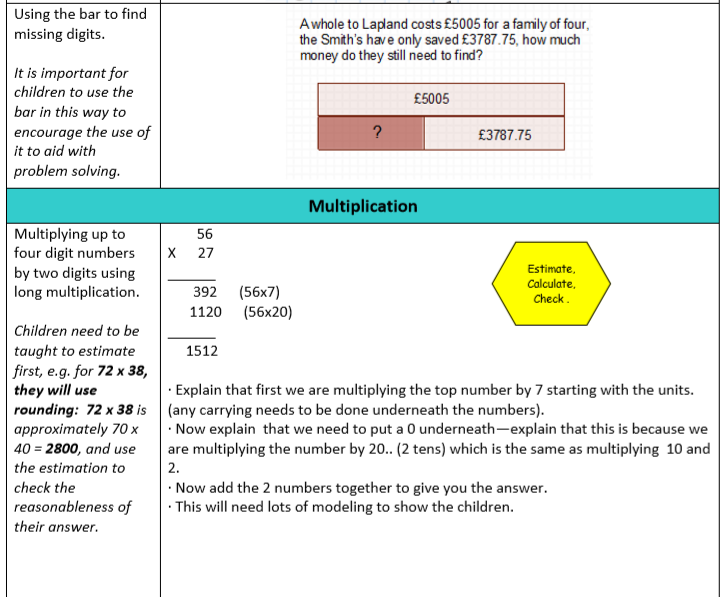 Using the bar to find
missing digits.
It is important for
children to use the
bar in this way to
encourage the use of
it to aid with
problem solving.
A whole to Lapland costs £5005 for a family of four,
the Smith's have only saved £3787.75, how much
money do they still need to find?
£5005
?
£3787.75
Multiplication
Multiplying up to
four digit numbers
by two digits using
long multiplication.
Children need to be
taught to estimate
first, e.g. for 72 x 38,
they will use
rounding: 72 x 38 is
approximately 70 x
40 = 2800, and use
the estimation to
check the
reasonableness of
their answer.
56
X 27
392 (56x7)
1120 (56x20)
1512
Estimate,
Calculate,
Check .
· Explain that first we are multiplying the top number by 7 starting with the units.
(any carrying needs to be done underneath the numbers).
· Now explain that we need to put a 0 underneath—explain that this is because we
are multiplying the number by 20.. (2 tens) which is the same as multiplying 10 and
2.
· Now add the 2 numbers together to give you the answer.
· This will need lots of modeling to show the children.